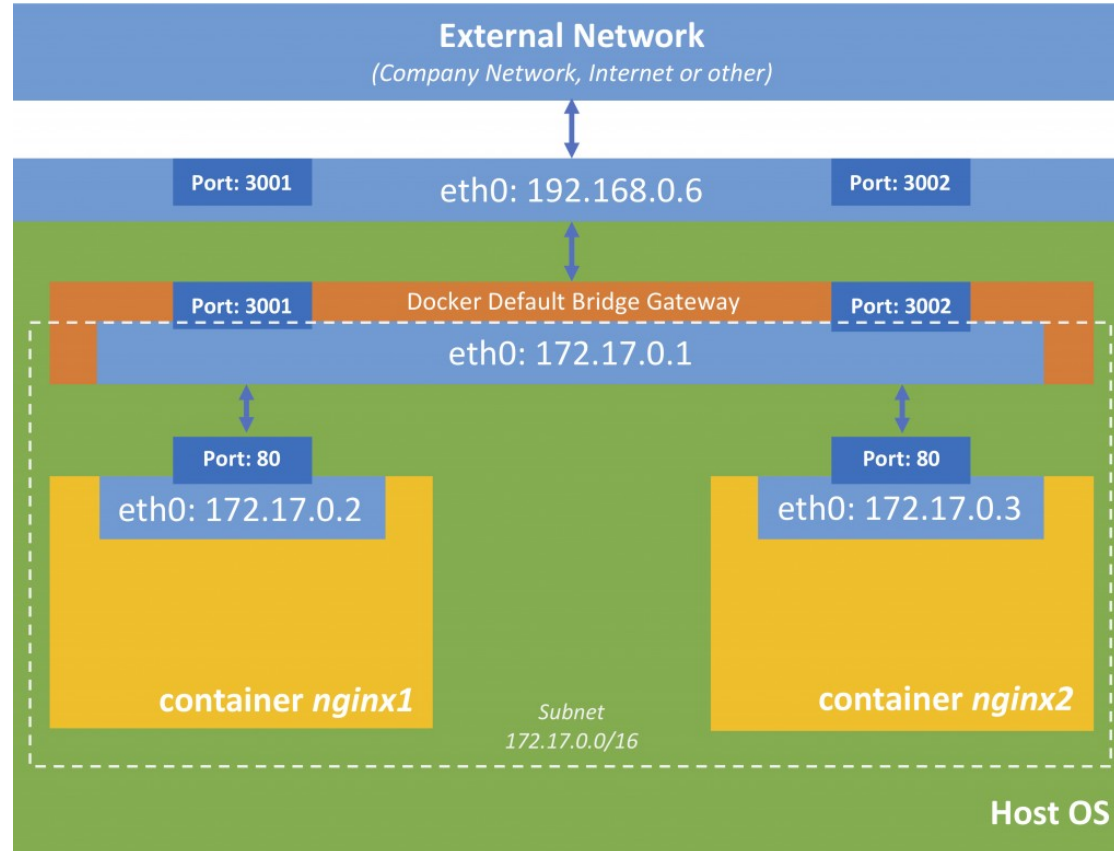 External Network
(Company Network, Internet or other)
Port: 3001
eth0: 192.168.0.6
Port: 3002
Port: 3001
Docker Default Bridge Gateway
Port: 3002
eth0: 172.17.0.1
Port: 80
Port: 80
eth0: 172.17.0.2
eth0: 172.17.0.3
container nginx1
container nginx2
Subnet
172.17.0.0/16
Host OS